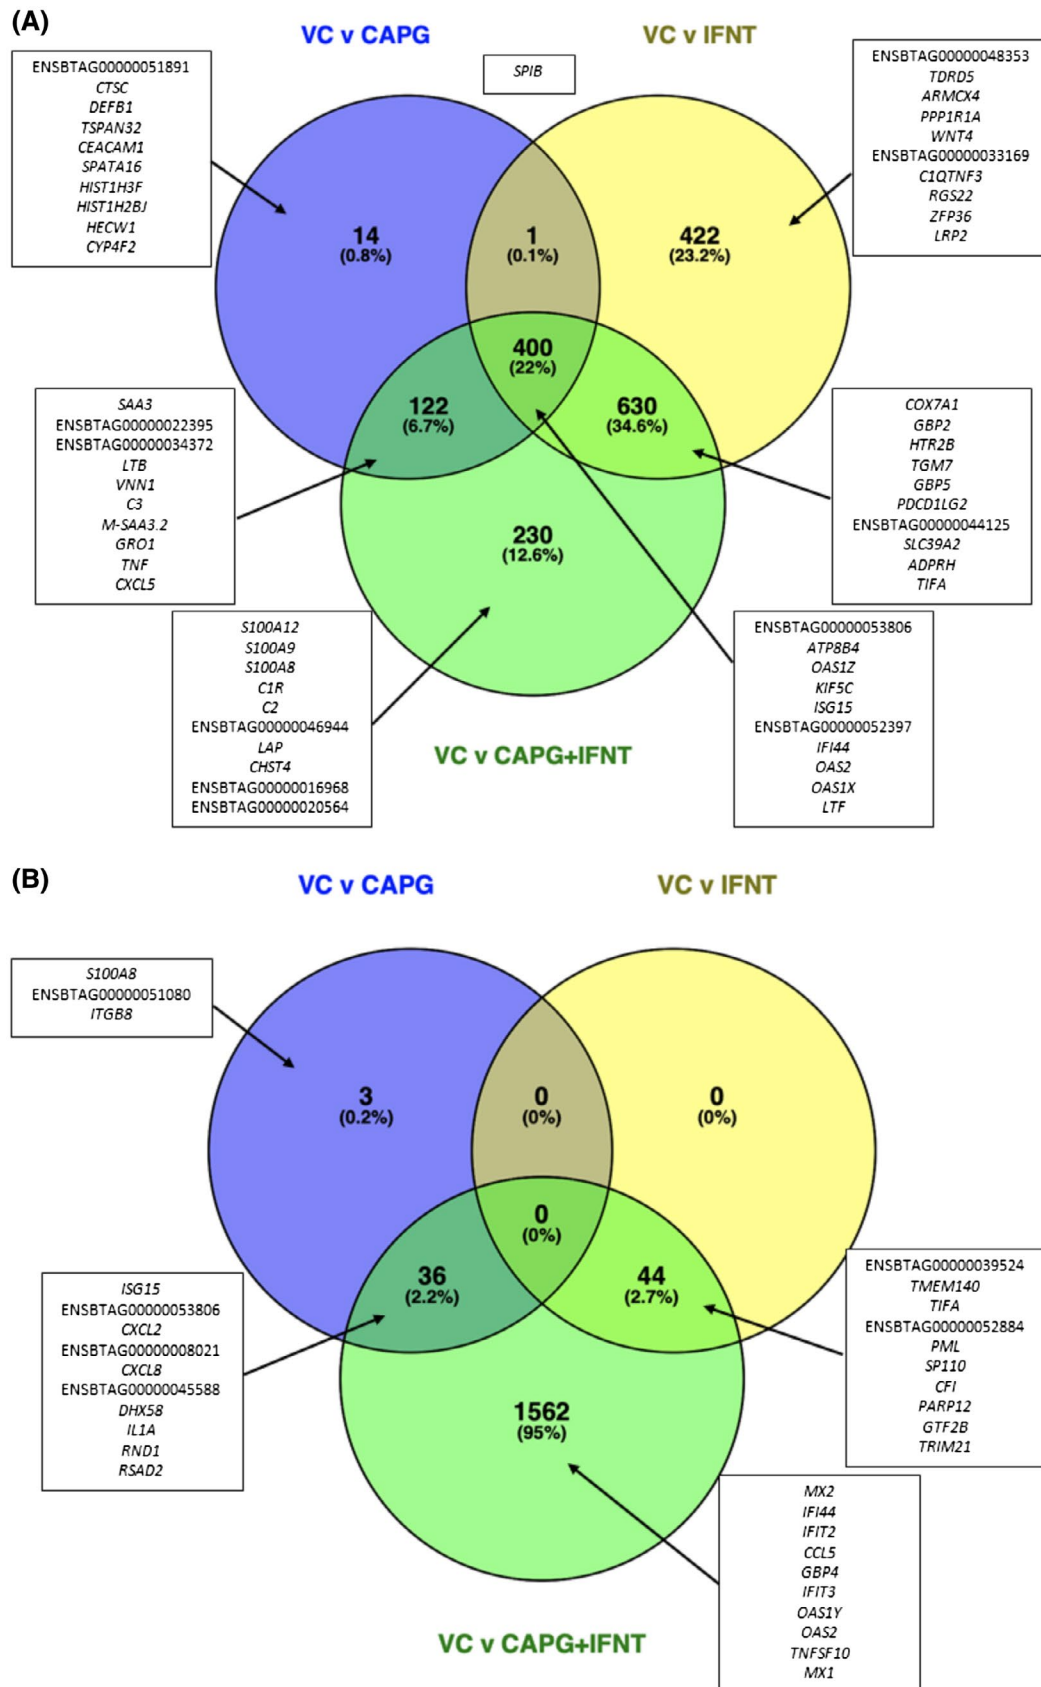 (A)
VC v CAPG
VC v IFNT
SPIB
ENSBTAG00000051891
CTSC
DEFB1
TSPAN32
CEACAM1
SPATA16
HIST1H3F
HIST1H2BJ
HECW1
CYP4F2
ENSBTAG00000048353
TDRD5
ARMCX4
PPP1R1A
WNT4
ENSBTAG00000033169
C1QTNF3
RGS22
ZFP36
LRP2
14
(0.8%)
1
(0.1%)
422
(23.2%)
400
(22%)
122
(6.7%)
630
(34.6%)
230
(12.6%)
SAA3
ENSBTAG00000022395
ENSBTAG00000034372
LTB
VNN1
C3
M-SAA3.2
GRO1
TNF
CXCL5
COX7A1
GBP2
HTR2B
TGM7
GBP5
PDCD1LG2
ENSBTAG00000044125
SLC39A2
ADPRH
TIFA
S100A12
S100A9
S100A8
C1R
C2
ENSBTAG00000046944
LAP
CHST4
ENSBTAG00000016968
ENSBTAG00000020564
ENSBTAG00000053806
ATP8B4
OAS1Z
KIF5C
ISG15
ENSBTAG00000052397
IFI44
OAS2
OAS1X
LTF
VC v CAPG+IFNT
(B)
VC v CAPG
VC v IFNT
S100A8
ENSBTAG00000051080
ITGB8
3
(0.2%)
0
(0%)
0
(0%)
0
(0%)
36
(2.2%)
44
(2.7%)
1562
(95%)
ISG15
ENSBTAG00000053806
CXCL2
ENSBTAG00000008021
CXCL8
ENSBTAG00000045588
DHX58
IL1A
RND1
RSAD2
ENSBTAG00000039524
TMEM140
TIFA
ENSBTAG00000052884
PML
SP110
CFI
PARP12
GTF2B
TRIM21
MX2
IFI44
IFIT2
CCL5
GBP4
IFIT3
OAS1Y
OAS2
TNFSF10
MX1
VC v CAPG+IFNT